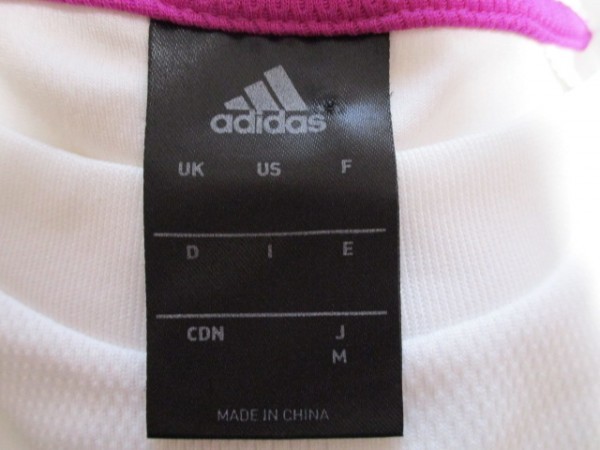 adidas
UK US F
D I E
CDN J
M
MADE IN CHINA